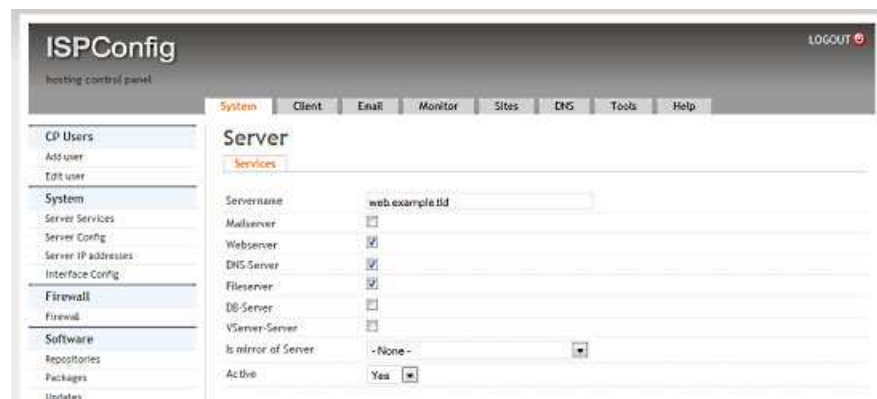 ISPConfig
LOGOUT
hosting control panel
System Client Email Monitor Sites DNS Tools Help
CP Users
Add user
Edit user
System
Server Services
Server Config
Server IP addresses
Interface Config
Firewall
Firewall
Software
Repositories
Packages
Updates
Server
Services
Servername web.example.tld
Mailserver
Webserver
DNS-Server
Fileserver
DB-Server
VServer-Server
Is mirror of Server - None -
Active Yes